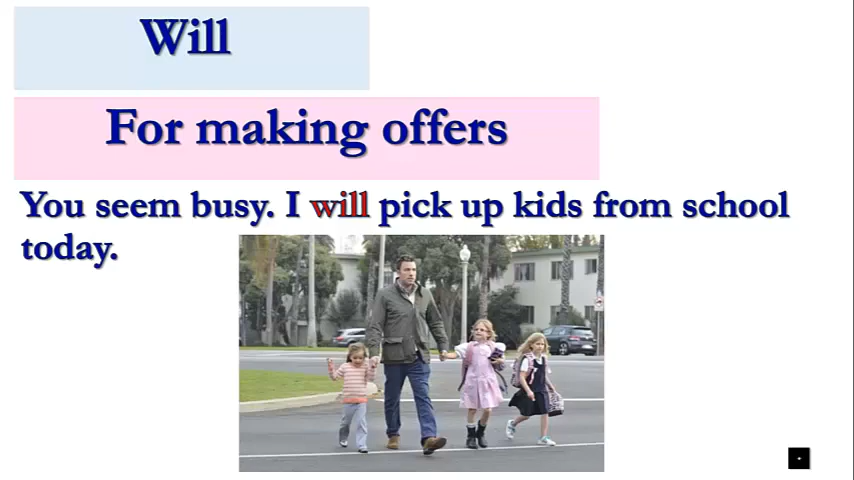 Will
For making offers
You seem busy. I will pick up kids from school
today.